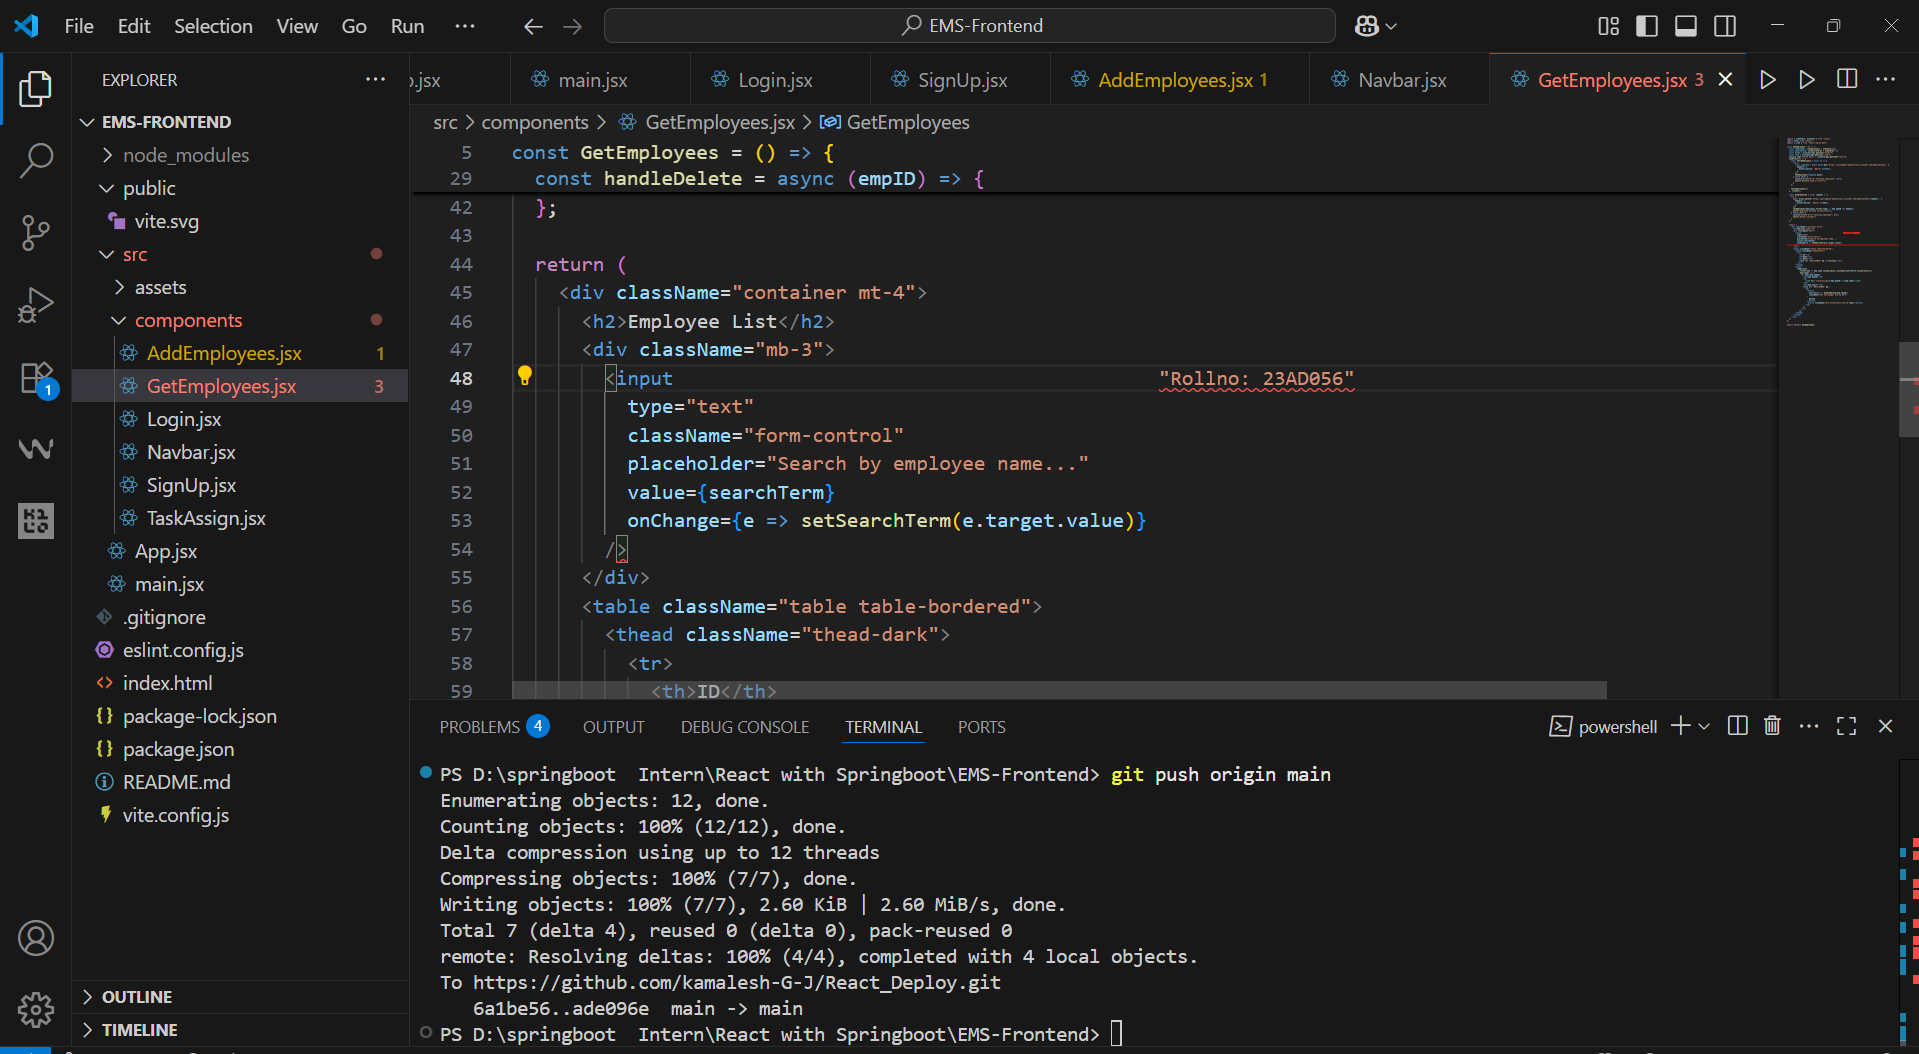 File Edit Selection View Go Run ··· EMS-Frontend
EXPLORER ···
EMS-FRONTEND
node_modules
public
vite.svg
src
assets
components
AddEmployees.jsx 1
GetEmployees.jsx 3
Login.jsx
Navbar.jsx
SignUp.jsx
TaskAssign.jsx
App.jsx
main.jsx
.gitignore
eslint.config.js
index.html
package-lock.json
package.json
README.md
vite.config.js
OUTLINE
TIMELINE
1
.jsx main.jsx Login.jsx SignUp.jsx AddEmployees.jsx 1 Navbar.jsx GetEmployees.jsx 3
src > components > GetEmployees.jsx > GetEmployees
5 const GetEmployees = () => {
29 const handleDelete = async (empID) => {
42 };
43
44 return (
45 <div className="container mt-4">
46 <h2>Employee List</h2>
47 <div className="mb-3">
48 <input "Rollno: 23AD056"
49 type="text"
50 className="form-control"
51 placeholder="Search by employee name..."
52 value={searchTerm}
53 onChange={e => setSearchTerm(e.target.value)}
54 />
55 </div>
56 <table className="table table-bordered">
57 <thead className="thead-dark">
58 <tr>
59 <th>ID</th>
PROBLEMS 4 OUTPUT DEBUG CONSOLE TERMINAL PORTS powershell
PS D:\springboot  Intern\React with Springboot\EMS-Frontend> git push origin main
Enumerating objects: 12, done.
Counting objects: 100% (12/12), done.
Delta compression using up to 12 threads
Compressing objects: 100% (7/7), done.
Writing objects: 100% (7/7), 2.60 KiB | 2.60 MiB/s, done.
Total 7 (delta 4), reused 0 (delta 0), pack-reused 0
remote: Resolving deltas: 100% (4/4), completed with 4 local objects.
To https://github.com/kamalesh-G-J/React_Deploy.git
6a1be56..ade096e  main -> main
PS D:\springboot  Intern\React with Springboot\EMS-Frontend>